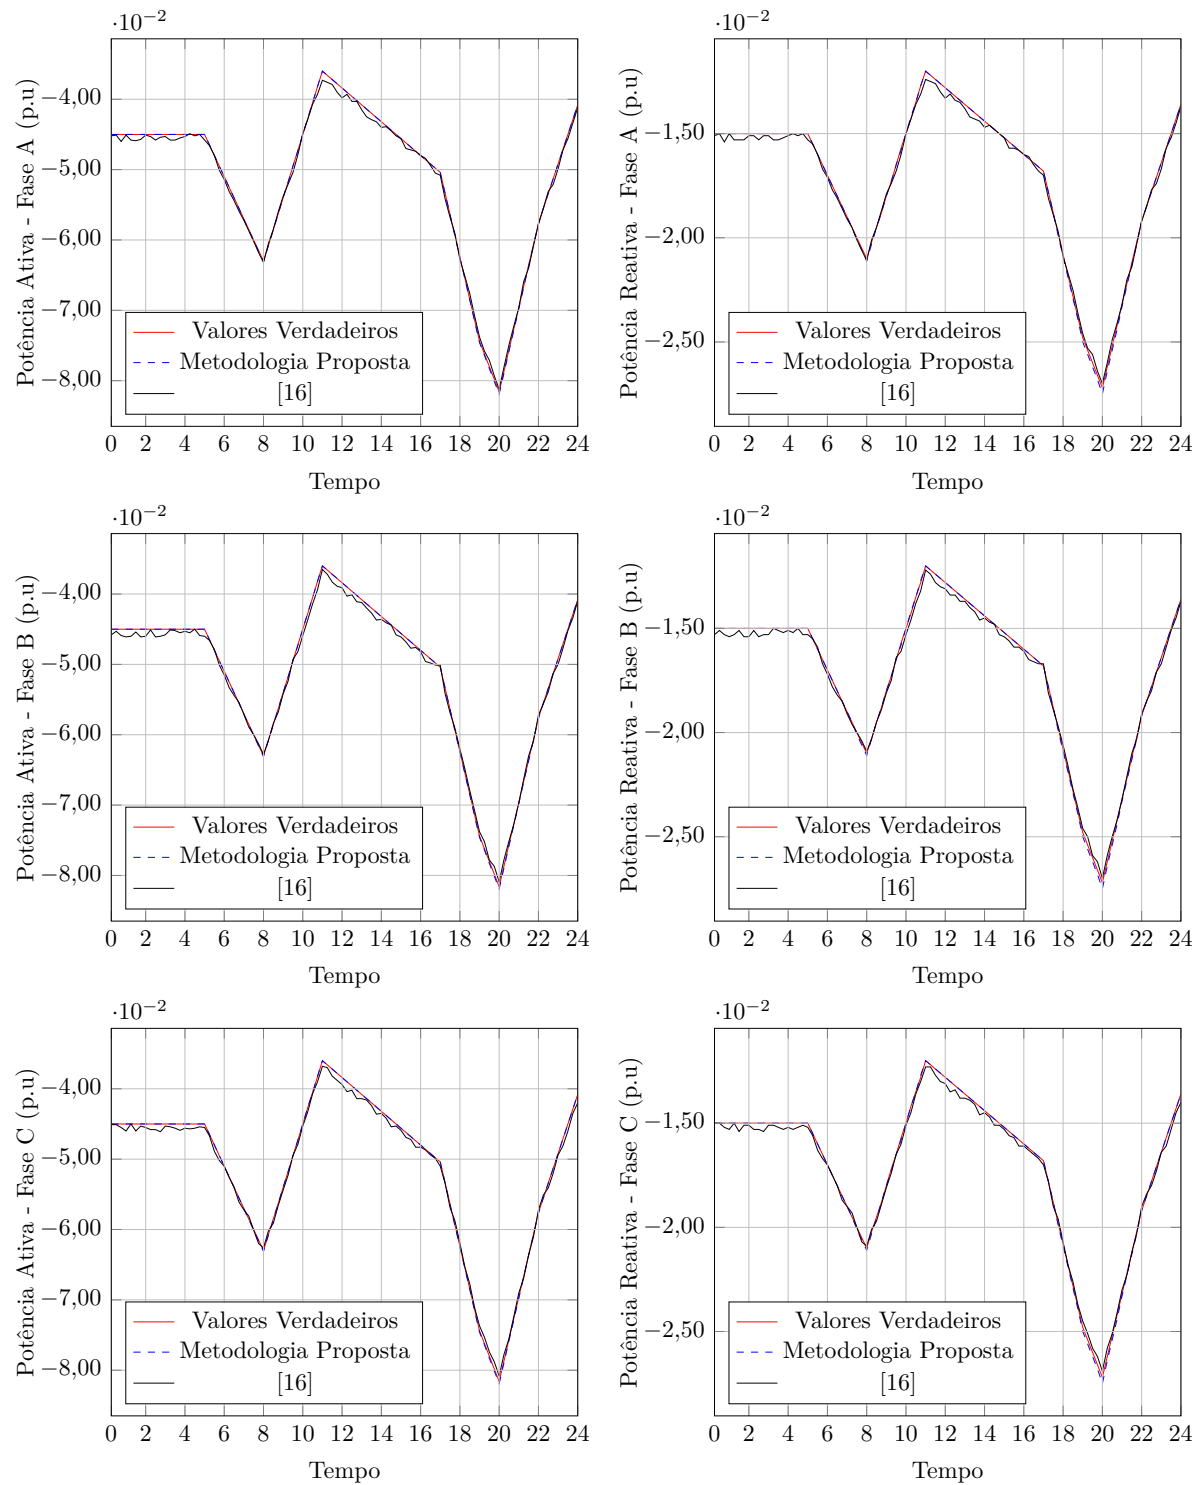 ·10⁻²
Potência Ativa - Fase A (p.u)
−4,00
−5,00
−6,00
−7,00
−8,00
Valores Verdadeiros
Metodologia Proposta
[16]
0 2 4 6 8 10 12 14 16 18 20 22 24
Tempo
·10⁻²
Potência Reativa - Fase A (p.u)
−1,50
−2,00
−2,50
Valores Verdadeiros
Metodologia Proposta
[16]
0 2 4 6 8 10 12 14 16 18 20 22 24
Tempo
·10⁻²
Potência Ativa - Fase B (p.u)
−4,00
−5,00
−6,00
−7,00
−8,00
Valores Verdadeiros
Metodologia Proposta
[16]
0 2 4 6 8 10 12 14 16 18 20 22 24
Tempo
·10⁻²
Potência Reativa - Fase B (p.u)
−1,50
−2,00
−2,50
Valores Verdadeiros
Metodologia Proposta
[16]
0 2 4 6 8 10 12 14 16 18 20 22 24
Tempo
·10⁻²
Potência Ativa - Fase C (p.u)
−4,00
−5,00
−6,00
−7,00
−8,00
Valores Verdadeiros
Metodologia Proposta
[16]
0 2 4 6 8 10 12 14 16 18 20 22 24
Tempo
·10⁻²
Potência Reativa - Fase C (p.u)
−1,50
−2,00
−2,50
Valores Verdadeiros
Metodologia Proposta
[16]
0 2 4 6 8 10 12 14 16 18 20 22 24
Tempo